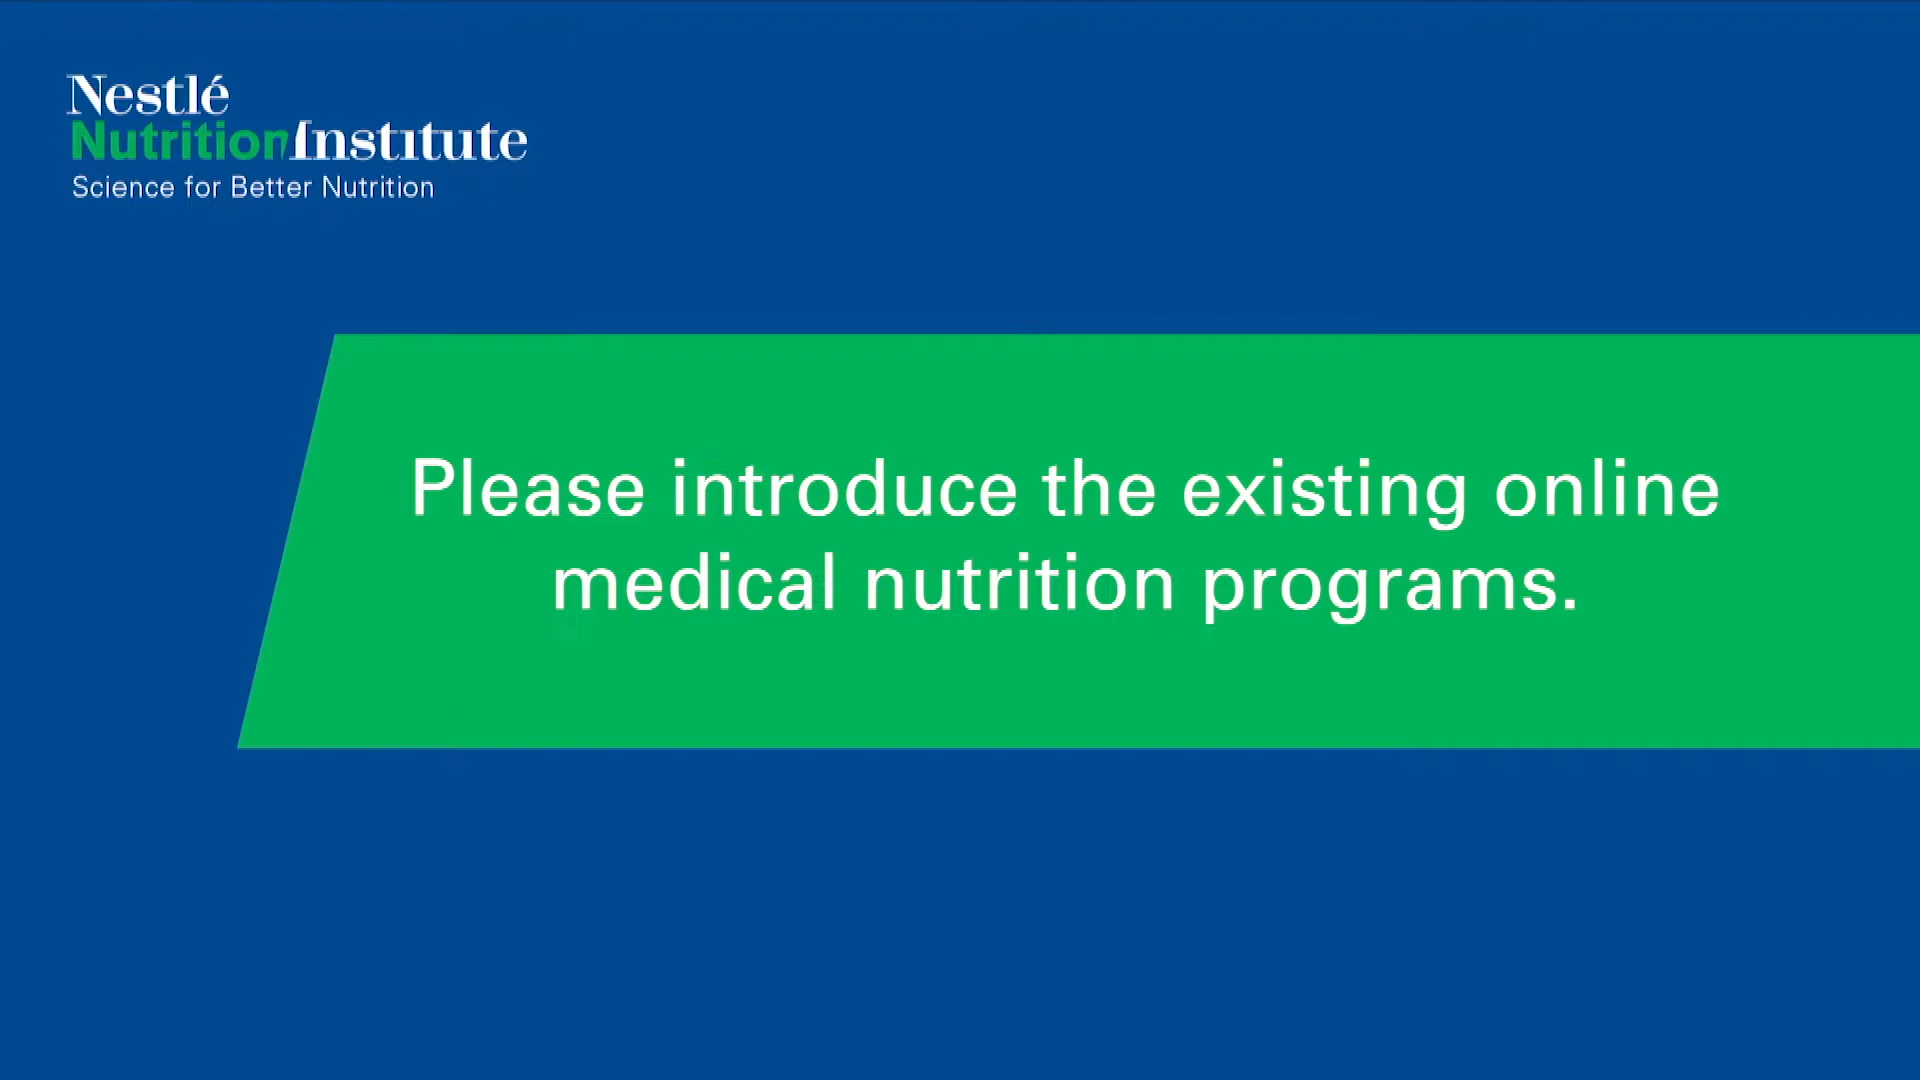 Nestlé
NutritionInstitute
Science for Better Nutrition
Please introduce the existing online
medical nutrition programs.